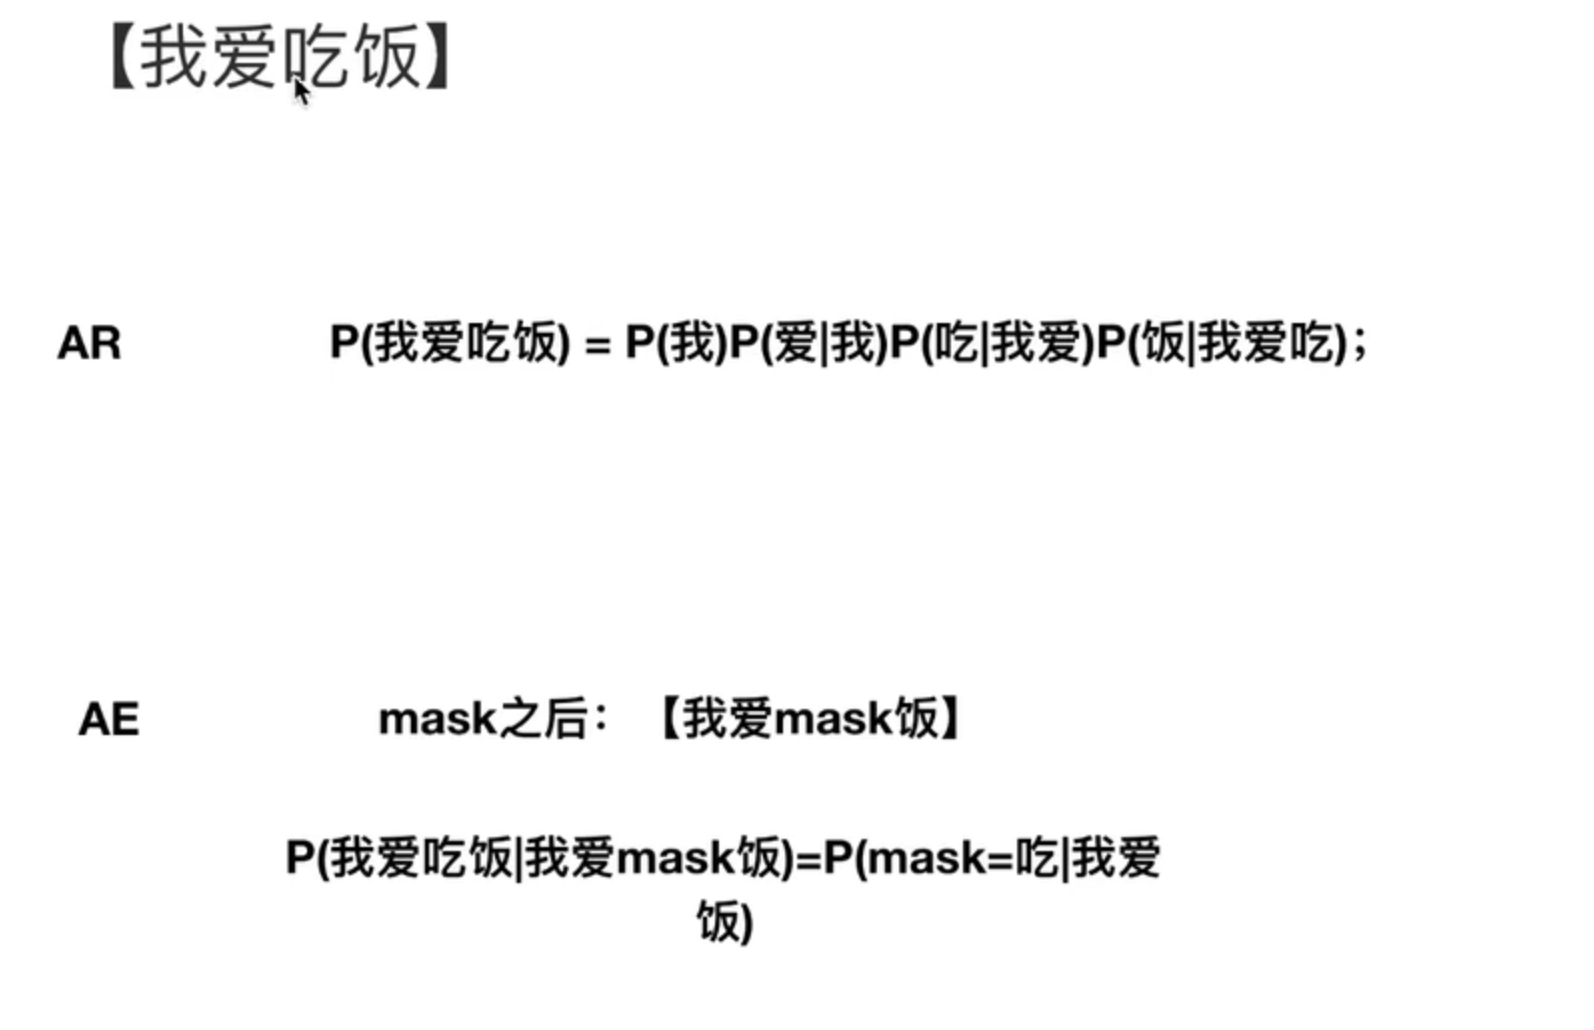 【我爱吃饭】
AR P(我爱吃饭) = P(我)P(爱|我)P(吃|我爱)P(饭|我爱吃)；
AE mask之后：【我爱mask饭】
P(我爱吃饭|我爱mask饭)=P(mask=吃|我爱
饭)